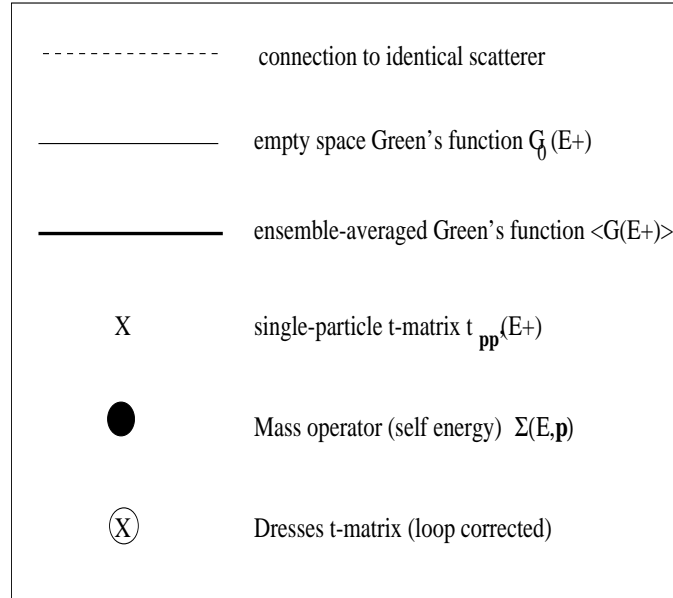 connection to identical scatterer
empty space Green's function G₀(E+)
ensemble-averaged Green's function <G(E+)>
X single-particle t-matrix t pp'(E+)
Mass operator (self energy) Σ(E,p)
X Dresses t-matrix (loop corrected)